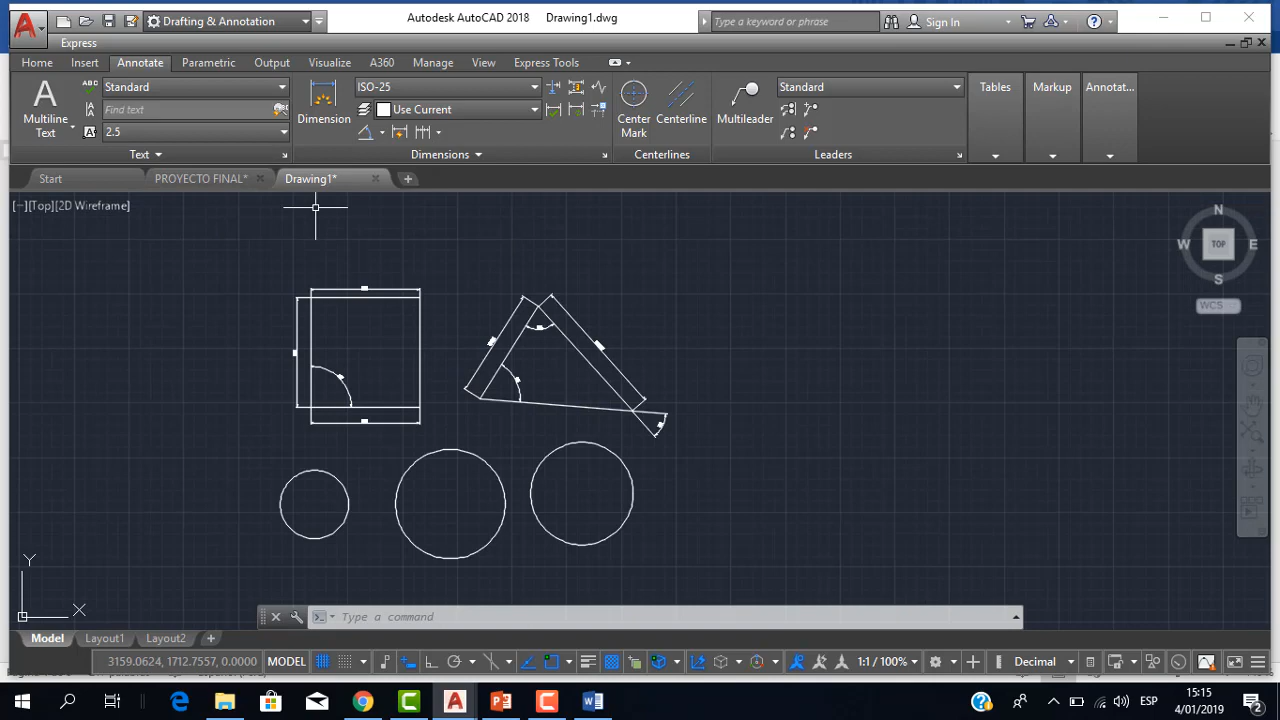 Drafting & Annotation
Autodesk AutoCAD 2018 Drawing1.dwg
Type a keyword or phrase
Sign In
Express
Home Insert Annotate Parametric Output Visualize A360 Manage View Express Tools
Standard
ISO-25
Standard
Tables Markup Annotat...
Find text
Use Current
Multiline
Text
Dimension
Center
Mark
Centerline
Multileader
2.5
Text Dimensions Centerlines Leaders
Start PROYECTO FINAL* Drawing1*
[−][Top][2D Wireframe]
N
W TOP E
S
WCS
Y
X
Type a command
Model Layout1 Layout2
3159.0624, 1712.7557, 0.0000 MODEL 1:1 / 100% Decimal
ESP
15:15
4/01/2019